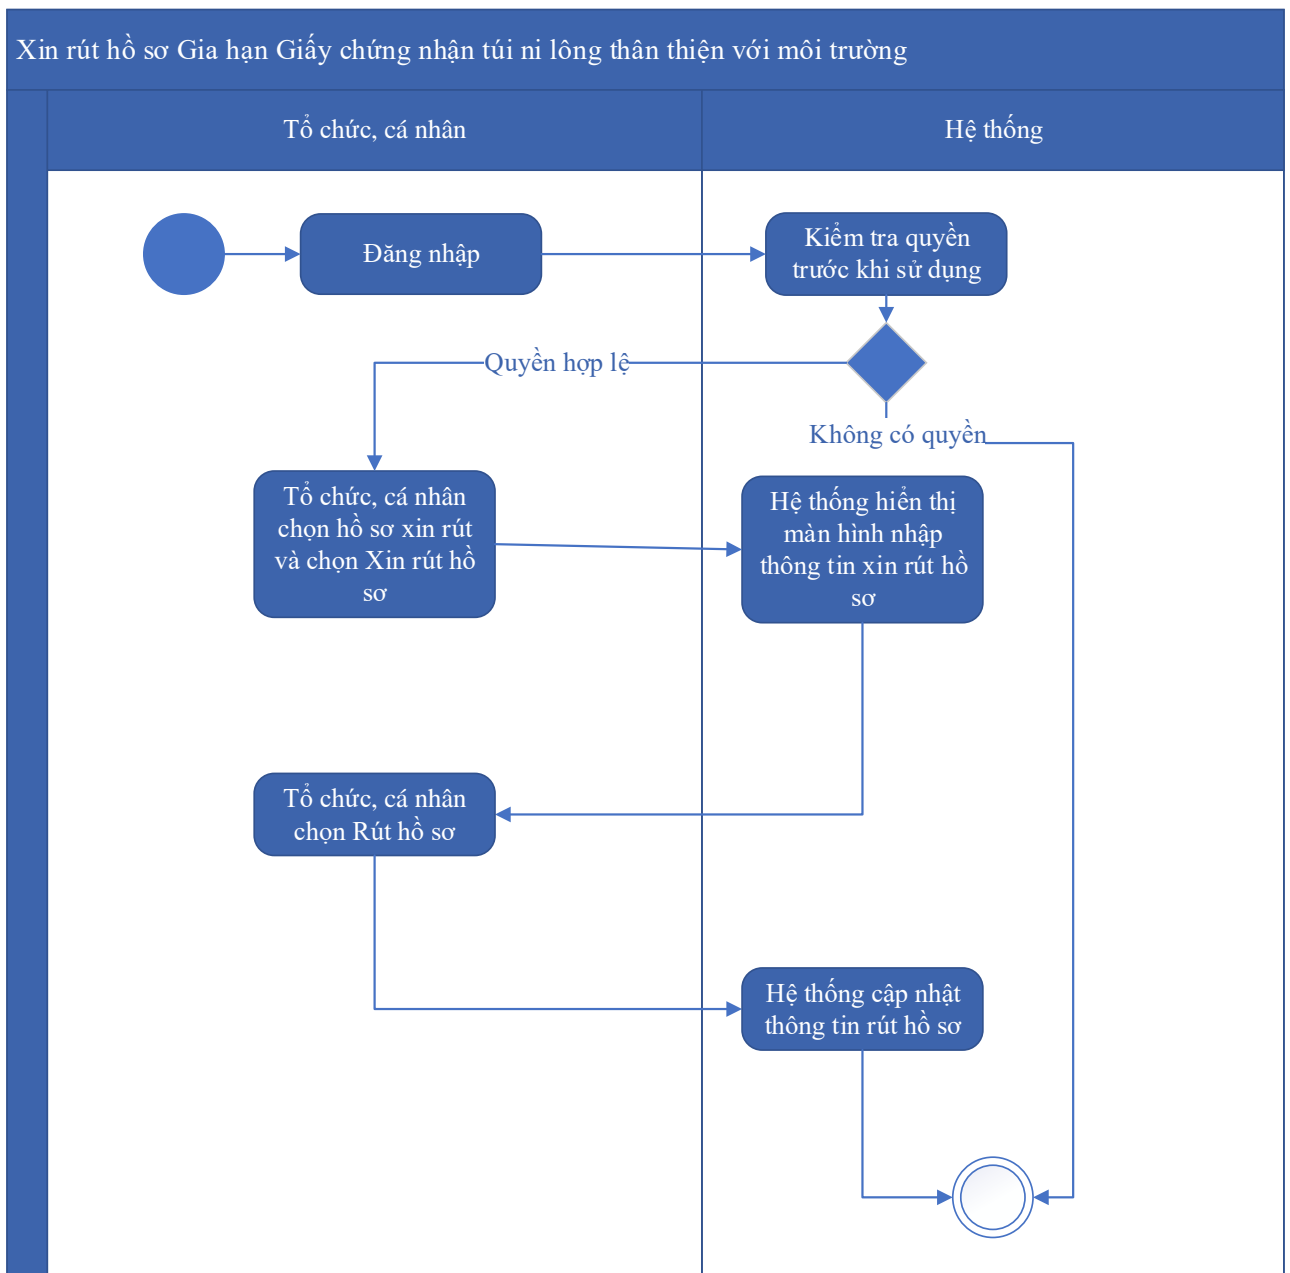 Xin rút hồ sơ Gia hạn Giấy chứng nhận túi ni lông thân thiện với môi trường
Tổ chức, cá nhân
Hệ thống
Đăng nhập
Kiểm tra quyền
trước khi sử dụng
Quyền hợp lệ
Không có quyền
Tổ chức, cá nhân
chọn hồ sơ xin rút
và chọn Xin rút hồ
sơ
Hệ thống hiển thị
màn hình nhập
thông tin xin rút hồ
sơ
Tổ chức, cá nhân
chọn Rút hồ sơ
Hệ thống cập nhật
thông tin rút hồ sơ